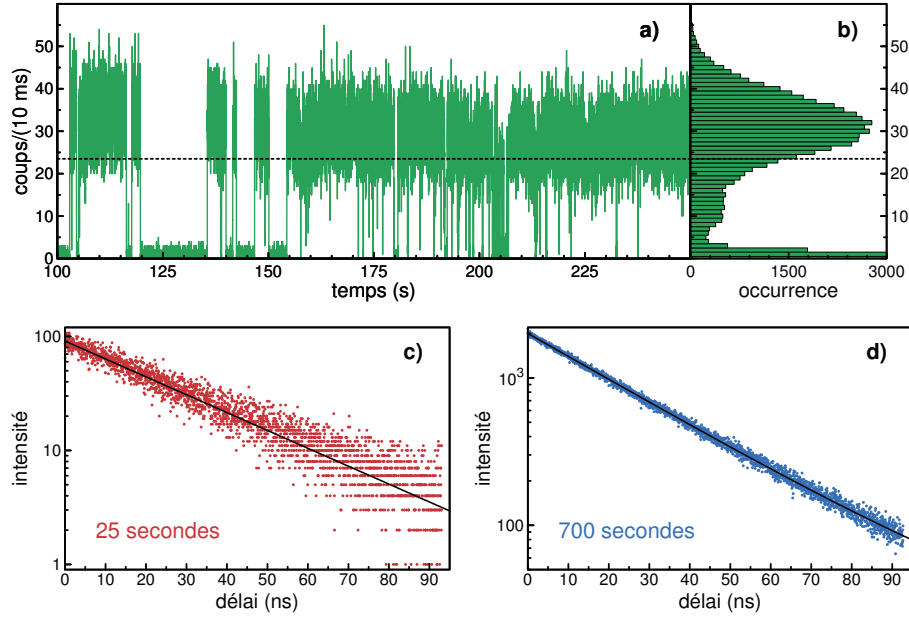 a)
b)
50
40
30
20
10
0
coups/(10 ms)
100
125
150
175
200
225
temps (s)
50
40
30
20
10
0
0
1500
3000
occurrence
c)
100
10
1
intensité
25 secondes
0 10 20 30 40 50 60 70 80 90
délai (ns)
d)
10³
100
intensité
700 secondes
0 10 20 30 40 50 60 70 80 90
délai (ns)